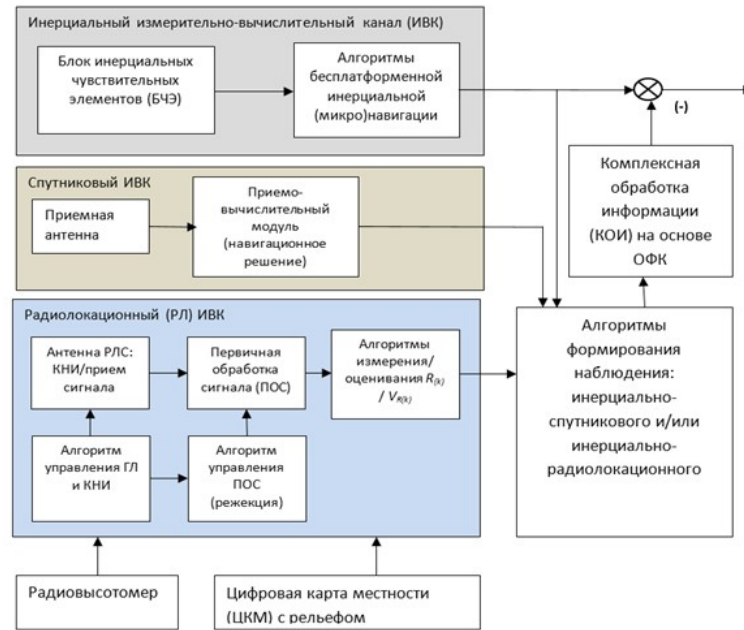 Инерциальный измерительно-вычислительный канал (ИВК)
Блок инерциальных
чувствительных
элементов (БЧЭ)
Алгоритмы
бесплатформенной
инерциальной
(микро)навигации
(-)
Комплексная
обработка
информации
(КОИ) на основе
ОФК
Спутниковый ИВК
Приемная
антенна
Приемо-
вычислительный
модуль
(навигационное
решение)
Радиолокационный (РЛ) ИВК
Антенна РЛС:
КНИ/прием
сигнала
Первичная
обработка
сигнала (ПОС)
Алгоритмы
измерения/
оценивания R(k)
/ VR(k)
Алгоритм
управления ГЛ
и КНИ
Алгоритм
управления
ПОС
(режекция)
Алгоритмы
формирования
наблюдения:
инерциально-
спутникового и/или
инерциально-
радиолокационного
Радиовысотомер
Цифровая карта местности
(ЦКМ) с рельефом